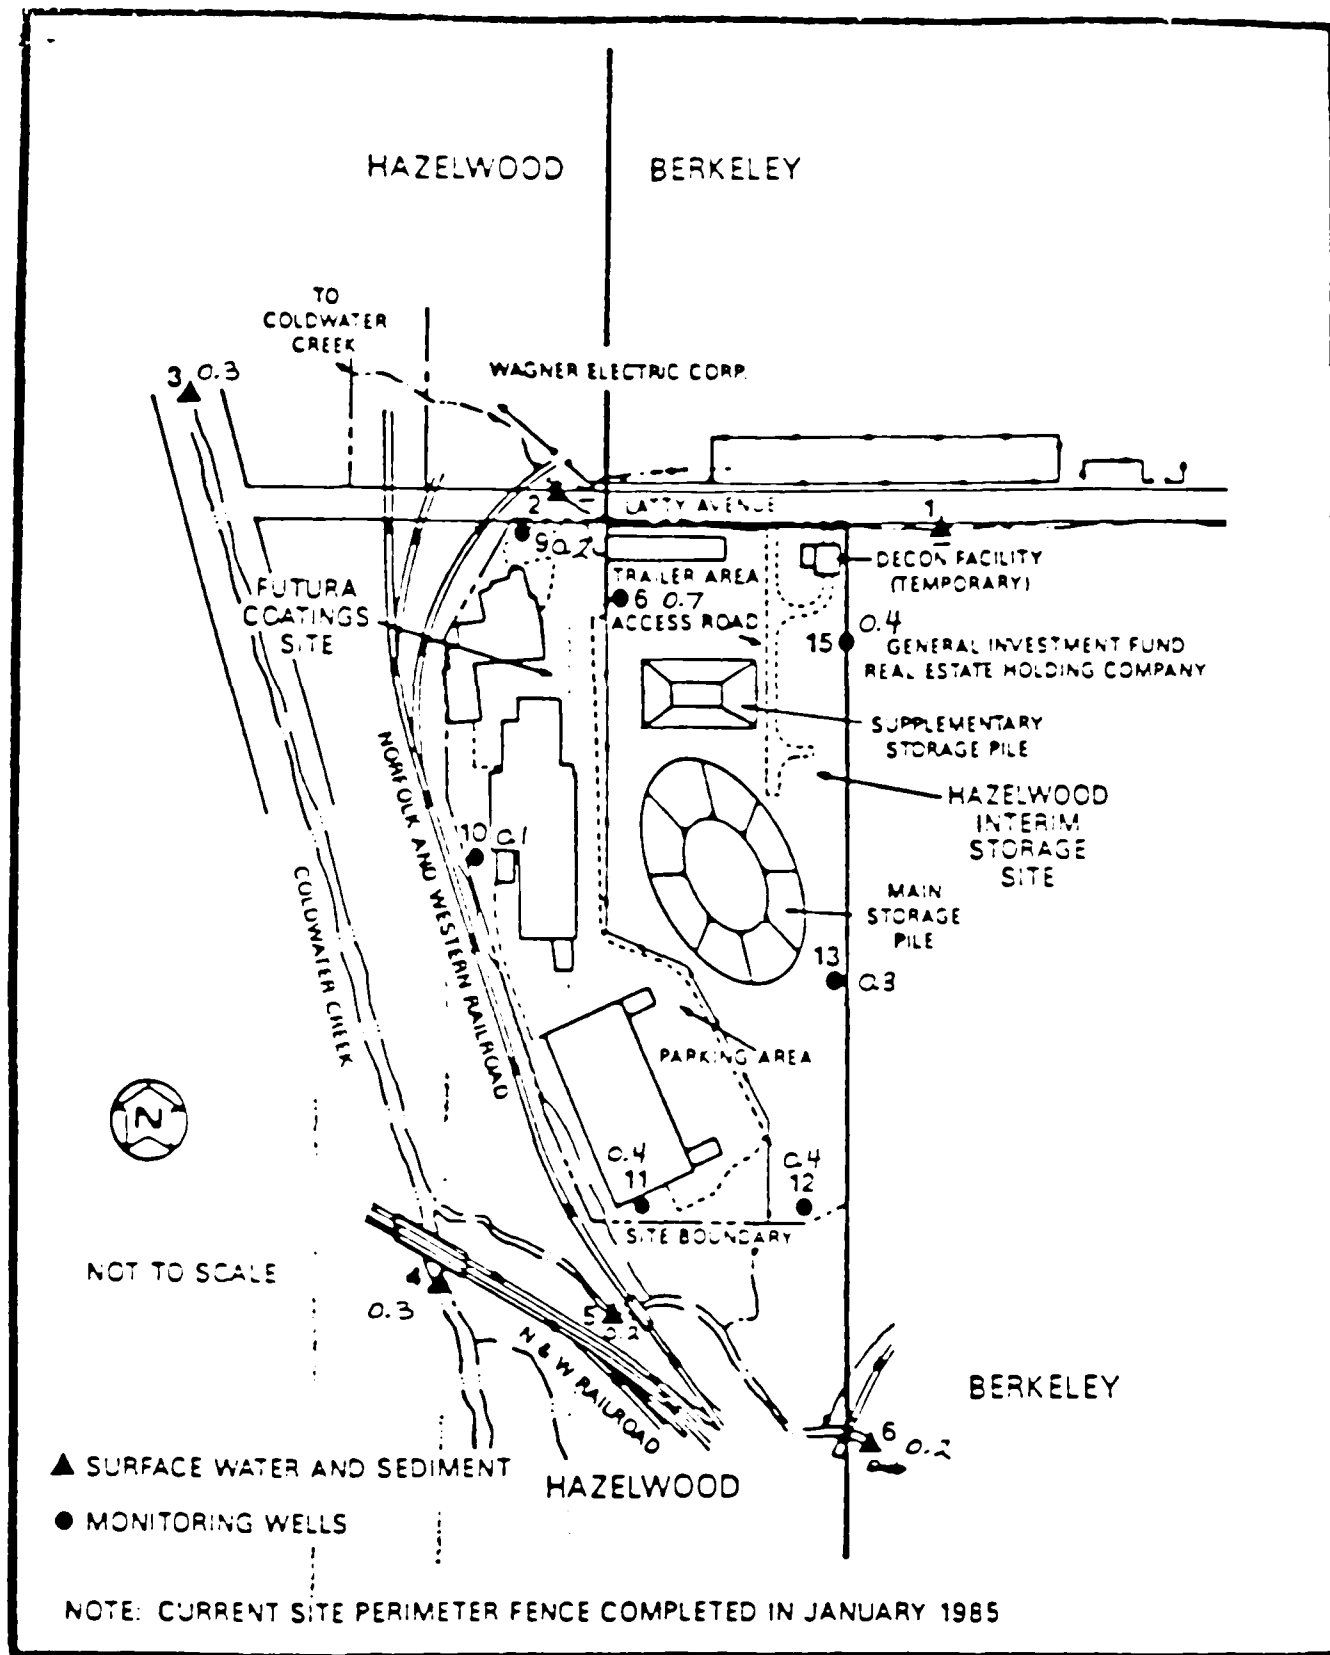 HAZELWOOD
BERKELEY
TO
COLDWATER
CREEK
WAGNER ELECTRIC CORP.
3 0.3
2
LATTY AVENUE
1
9 0.2
DECON FACILITY
(TEMPORARY)
TRAILER AREA
6 0.7
FUTURA
COATINGS
SITE
ACCESS ROAD
0.4
15
GENERAL INVESTMENT FUND
REAL ESTATE HOLDING COMPANY
SUPPLEMENTARY
STORAGE PILE
NORFOLK AND WESTERN RAILROAD
HAZELWOOD
INTERIM
STORAGE
SITE
10 0.1
COLDWATER CREEK
MAIN
STORAGE
PILE
13
0.3
PARKING AREA
N
0.4
11
0.4
12
SITE BOUNDARY
NOT TO SCALE
4
0.3
5
0.2
N & W RAILROAD
BERKELEY
6
0.2
SURFACE WATER AND SEDIMENT
HAZELWOOD
MONITORING WELLS
NOTE: CURRENT SITE PERIMETER FENCE COMPLETED IN JANUARY 1985